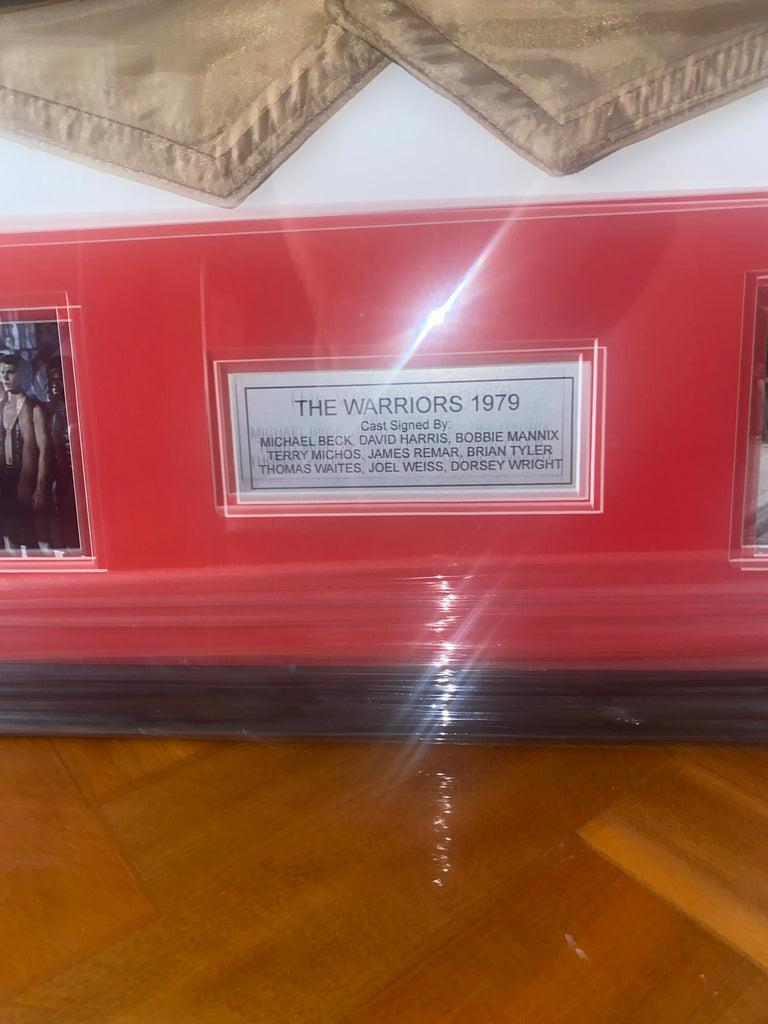 THE WARRIORS 1979
Cast Signed By:
MICHAEL BECK, DAVID HARRIS, BOBBIE MANNIX
TERRY MICHOS, JAMES REMAR, BRIAN TYLER
THOMAS WAITES, JOEL WEISS, DORSEY WRIGHT